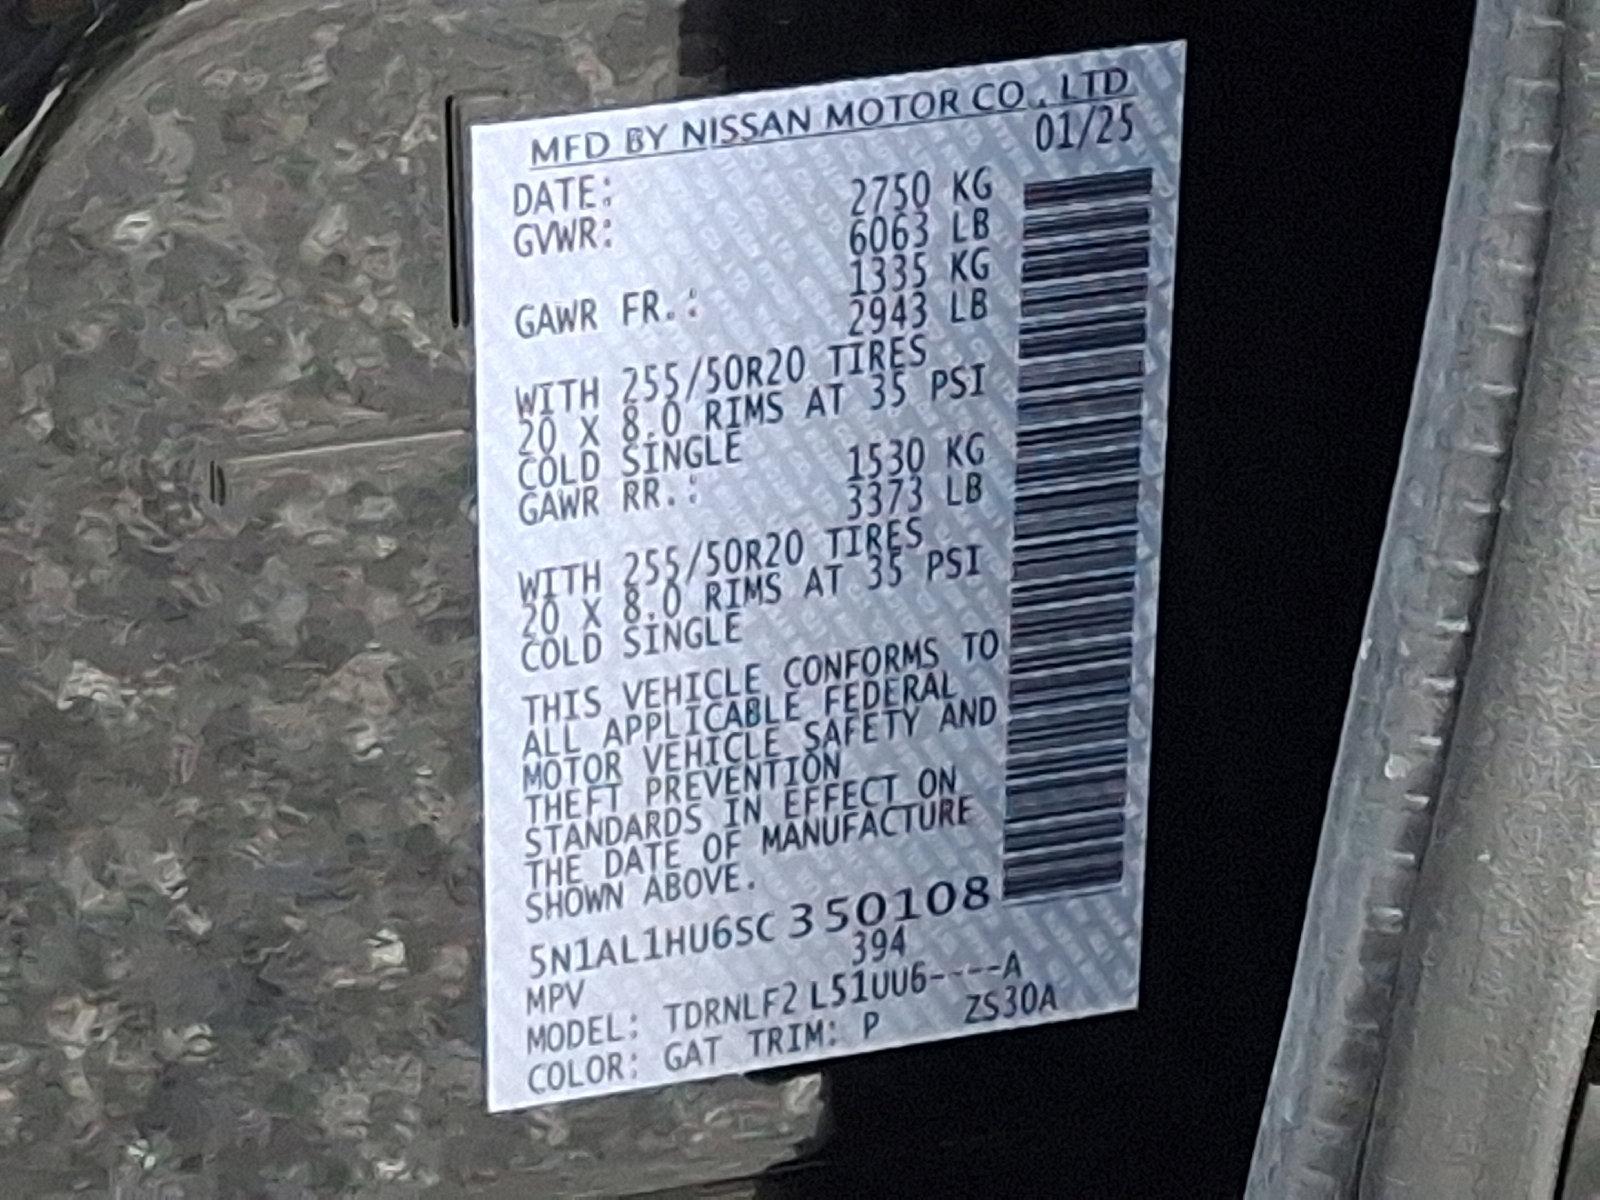 MFD BY NISSAN MOTOR CO., LTD
DATE: 01/25
GVWR: 2750 KG
6063 LB
GAWR FR.: 1335 KG
2943 LB
WITH 255/50R20 TIRES
20 X 8.0 RIMS AT 35 PSI
COLD SINGLE
GAWR RR.: 1530 KG
3373 LB
WITH 255/50R20 TIRES
20 X 8.0 RIMS AT 35 PSI
COLD SINGLE
THIS VEHICLE CONFORMS TO
ALL APPLICABLE FEDERAL
MOTOR VEHICLE SAFETY AND
THEFT PREVENTION
STANDARDS IN EFFECT ON
THE DATE OF MANUFACTURE
SHOWN ABOVE.
5N1AL1HU6SC350108
MPV 394
MODEL: TDRNLF2L51UU6----A
COLOR: GAT TRIM: P ZS30A